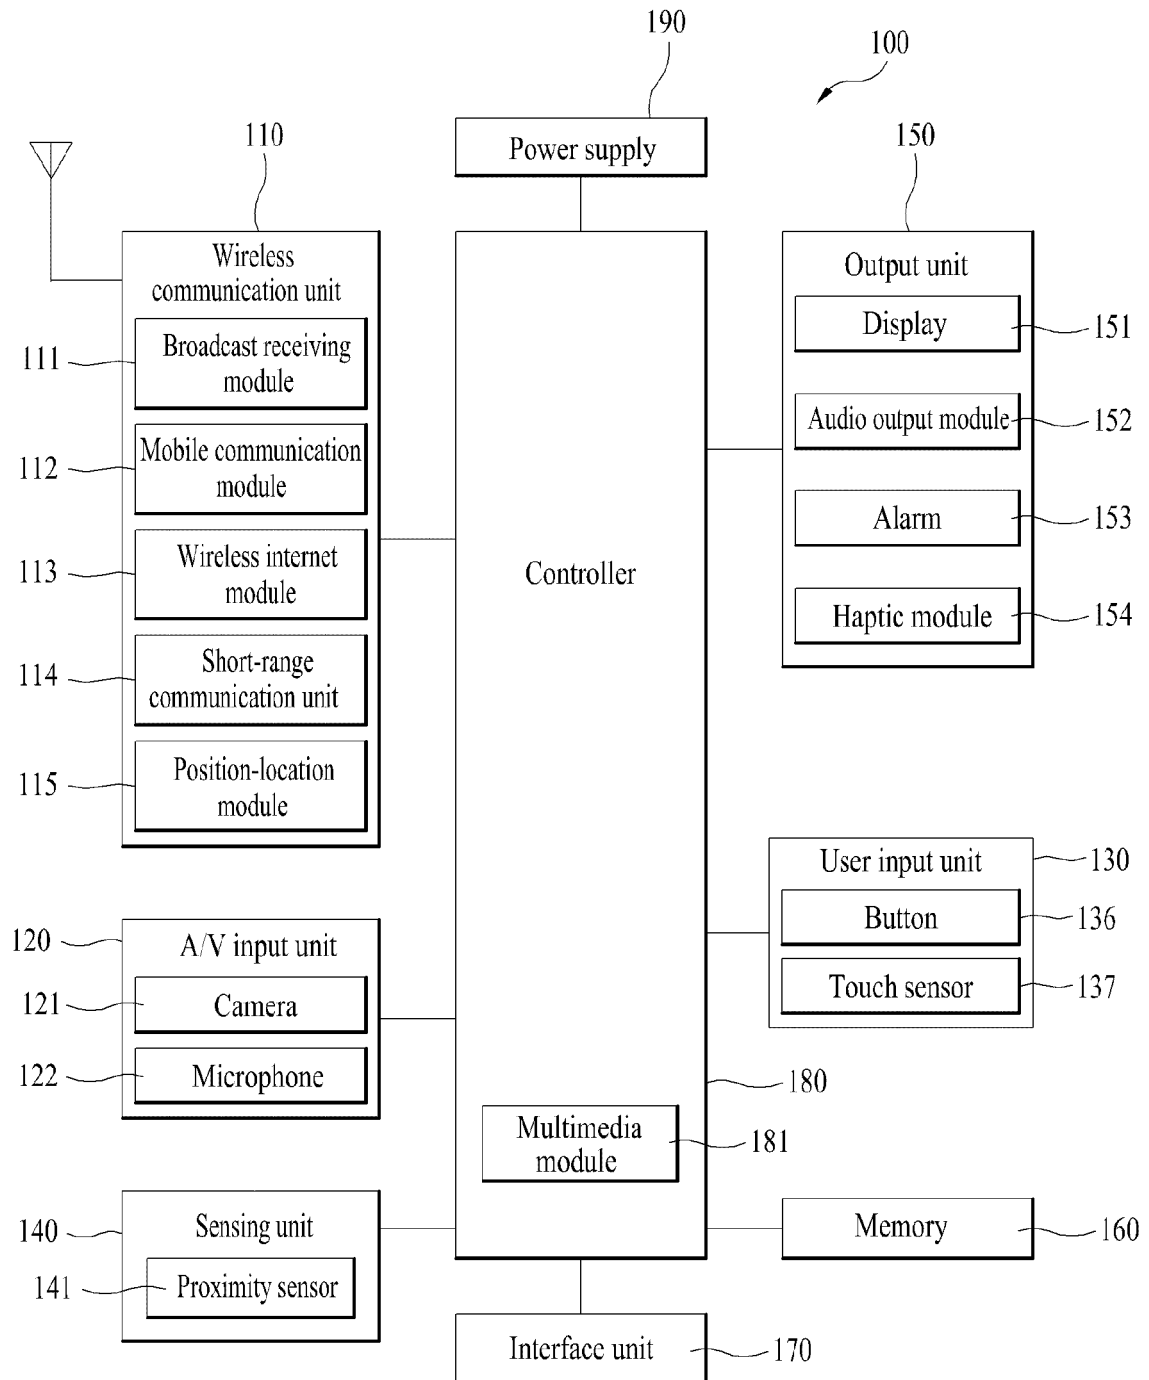 190
100
Power supply
110
150
Wireless
communication unit
Output unit
111
Broadcast receiving
module
Display
151
112
Mobile communication
module
Audio output module
152
113
Wireless internet
module
Alarm
153
Controller
114
Short-range
communication unit
Haptic module
154
115
Position-location
module
User input unit
130
Button
136
Touch sensor
137
120
A/V input unit
121
Camera
122
Microphone
180
Multimedia
module
181
140
Sensing unit
141
Proximity sensor
Memory
160
Interface unit
170